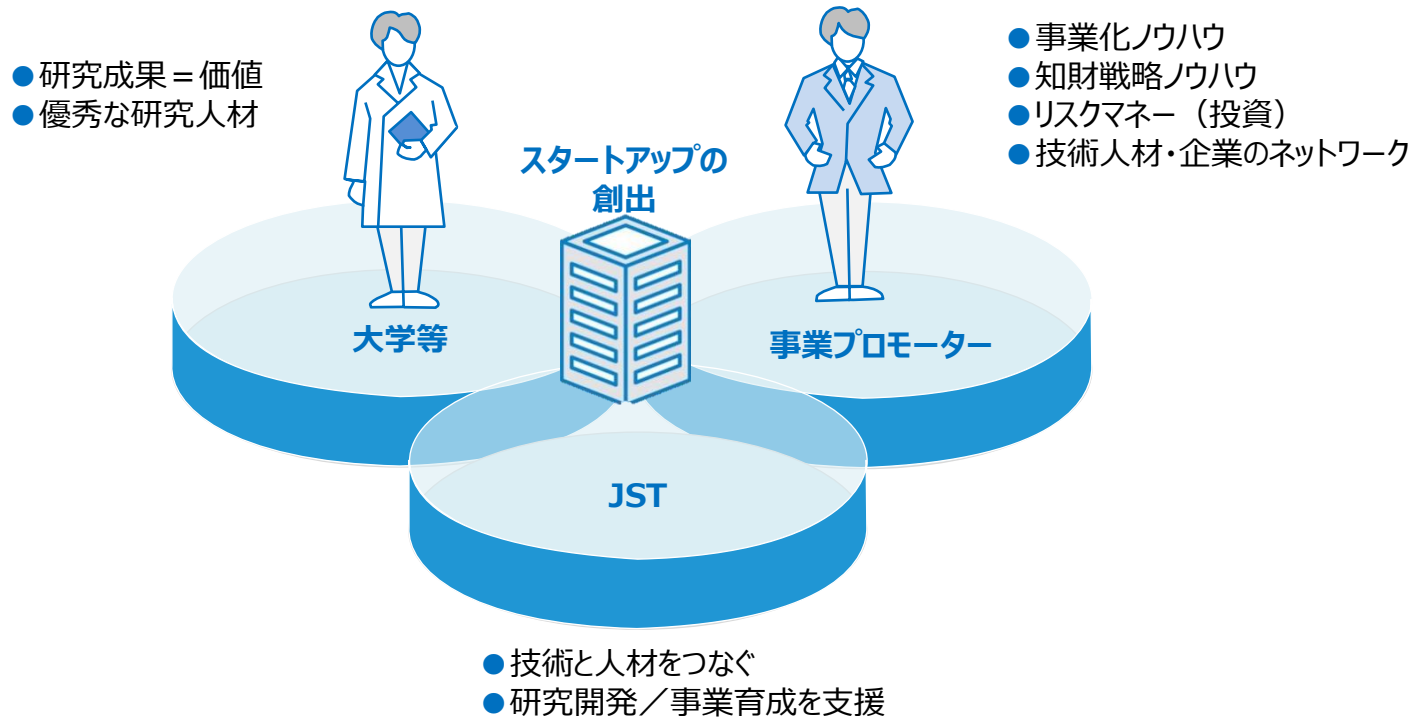 ●研究成果＝価値
●優秀な研究人材
●事業化ノウハウ
●知財戦略ノウハウ
●リスクマネー（投資）
●技術人材・企業のネットワーク
スタートアップの
創出
大学等
事業プロモーター
JST
●技術と人材をつなぐ
●研究開発／事業育成を支援